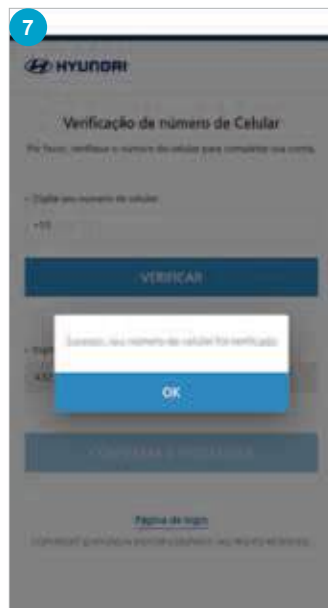 7
HYUNDAI
Verificação de número de Celular
Por favor, verifique o número do celular para completar sua conta.
Digite seu número de celular
+55
VERIFICAR
Sucesso, seu número de celular foi verificado
OK
Página de login